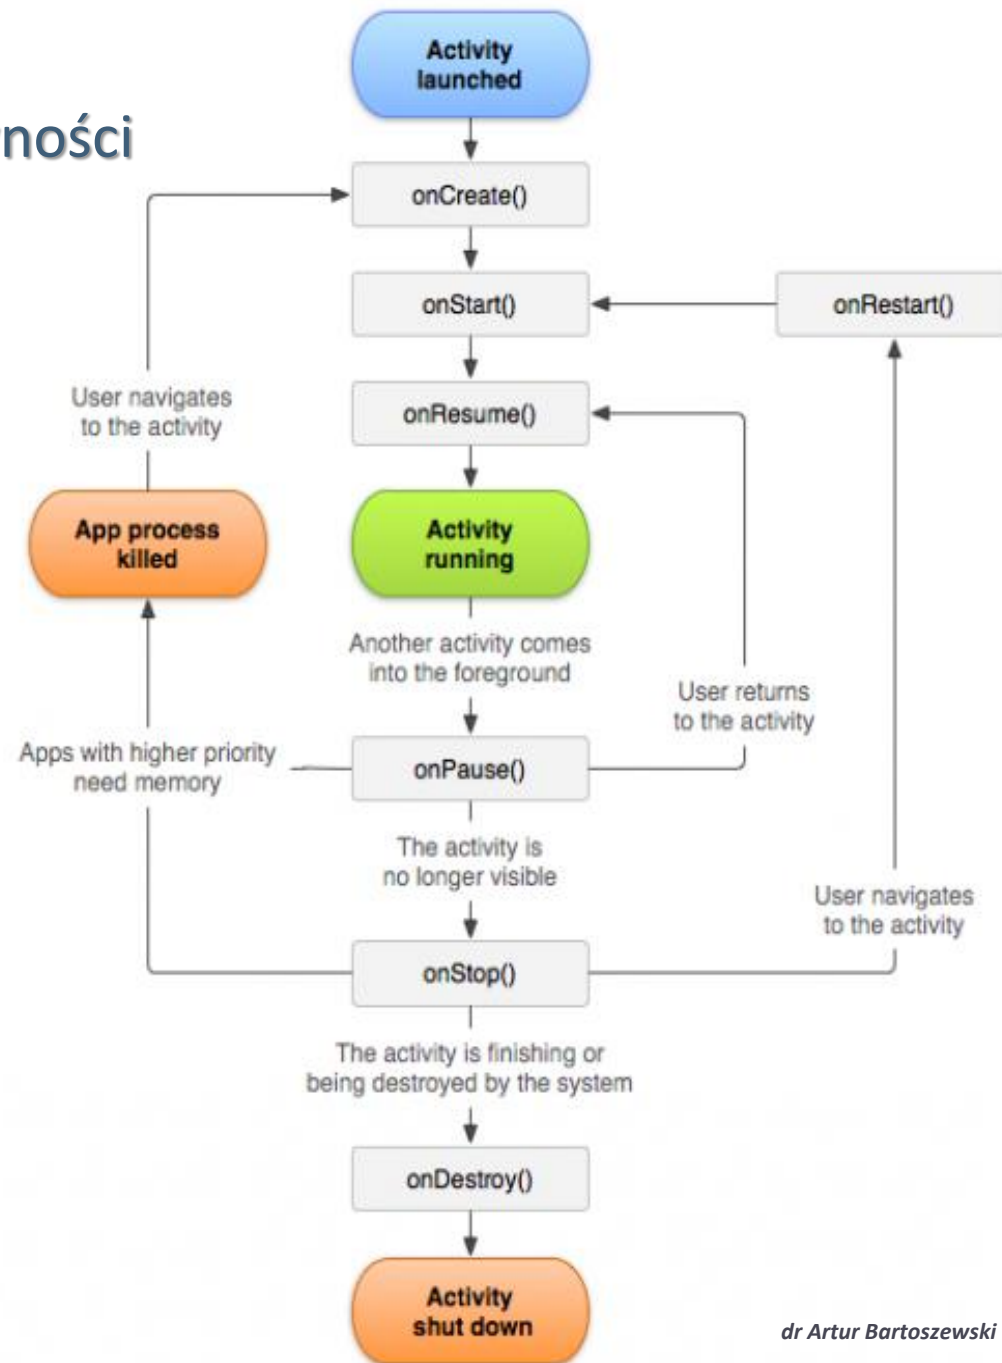 Activity
launched
ności
onCreate()
onStart()
onRestart()
User navigates
to the activity
onResume()
App process
killed
Activity
running
Another activity comes
into the foreground
User returns
to the activity
Apps with higher priority
need memory
onPause()
The activity is
no longer visible
User navigates
to the activity
onStop()
The activity is finishing or
being destroyed by the system
onDestroy()
Activity
shut down
dr Artur Bartoszewski